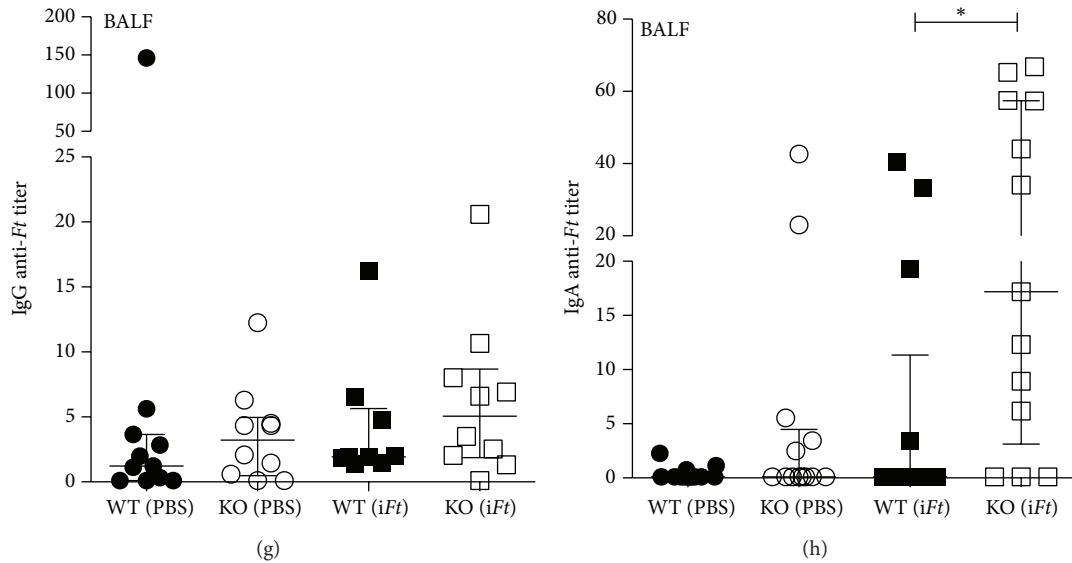 BALF
IgG anti-Ft titer
200
150
100
50
25
20
15
10
5
0
WT (PBS)
KO (PBS)
WT (iFt)
KO (iFt)
(g)
BALF
*
IgA anti-Ft titer
80
60
40
20
20
15
10
5
0
WT (PBS)
KO (PBS)
WT (iFt)
KO (iFt)
(h)